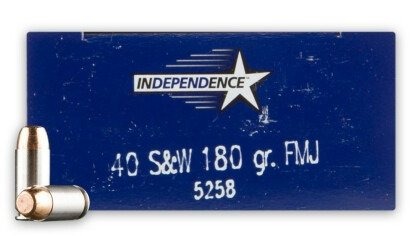 INDEPENDENCE
40 S&W 180 gr. FMJ
5258